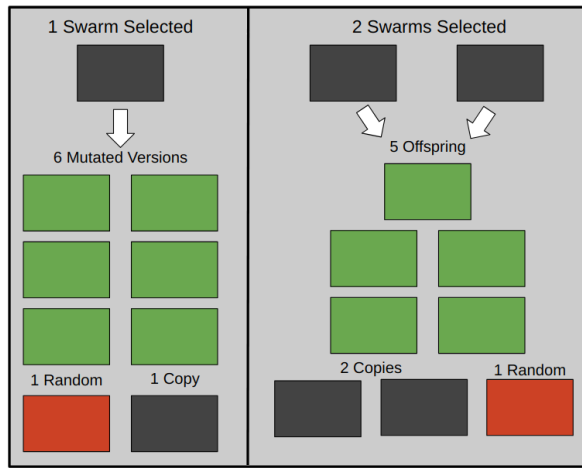 1 Swarm Selected
6 Mutated Versions
1 Random
1 Copy
2 Swarms Selected
5 Offspring
2 Copies
1 Random